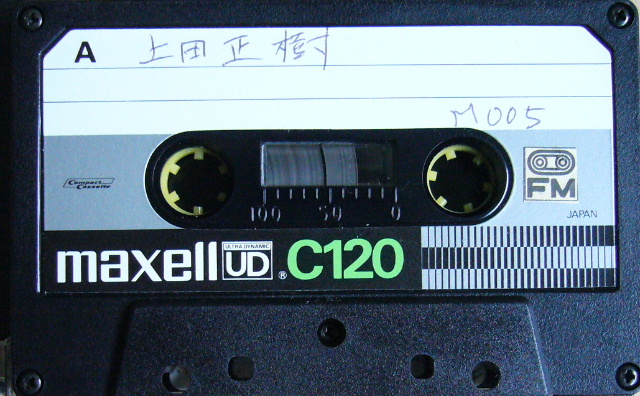 A 上田正樹
M005
Compact Cassette
100 50 0
FM
JAPAN
maxell ULTRA DYNAMIC UD ® C120